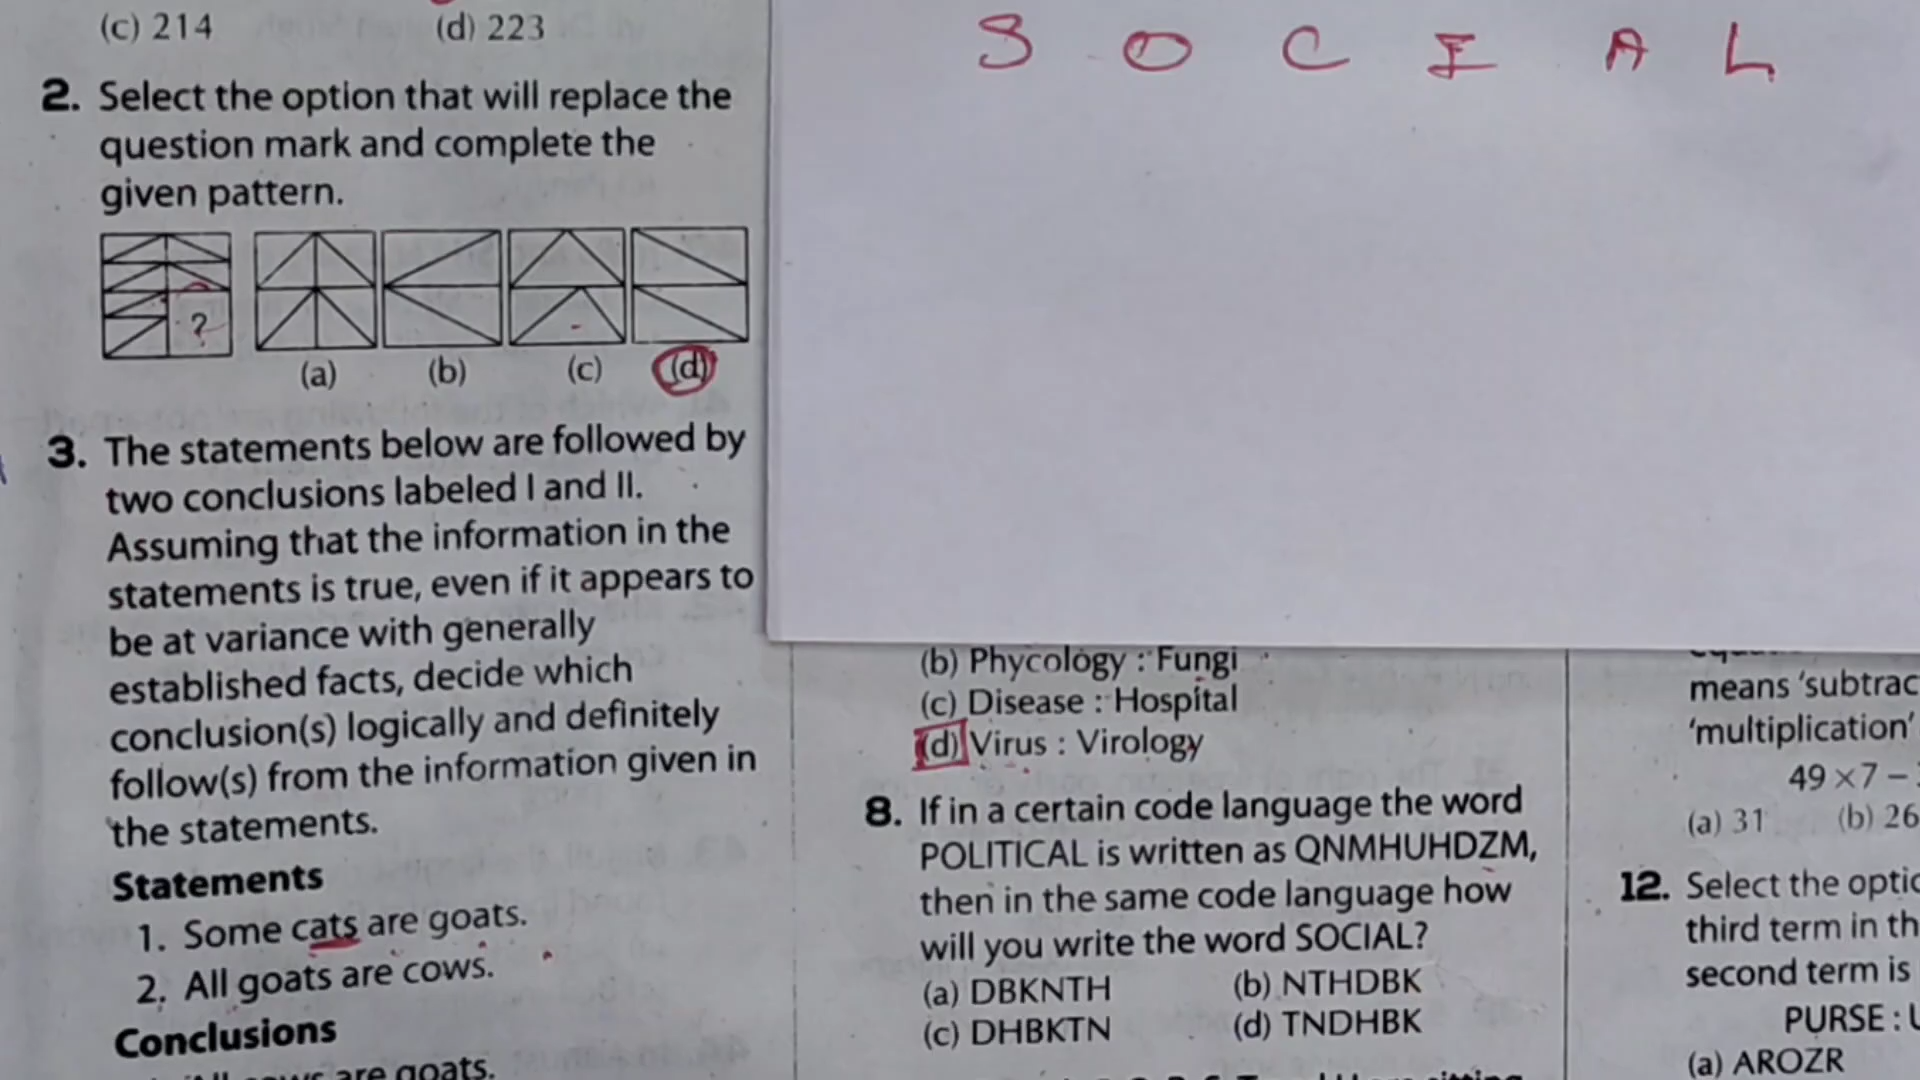 (c) 214 (d) 223
2. Select the option that will replace the
question mark and complete the
given pattern.
?
(a) (b) (c) (d)
3. The statements below are followed by
two conclusions labeled I and II.
Assuming that the information in the
statements is true, even if it appears to
be at variance with generally
established facts, decide which
conclusion(s) logically and definitely
follow(s) from the information given in
the statements.
Statements
1. Some cats are goats.
2. All goats are cows.
Conclusions
are goats.
S O C I A L
(b) Phycology : Fungi
(c) Disease : Hospital
(d) Virus : Virology
8. If in a certain code language the word
POLITICAL is written as QNMHUHDZM,
then in the same code language how
will you write the word SOCIAL?
(a) DBKNTH (b) NTHDBK
(c) DHBKTN (d) TNDHBK
means ‘subtrac
‘multiplication’
49 × 7 –
(a) 31 (b) 26
12. Select the optic
third term in th
second term is
PURSE : U
(a) AROZR